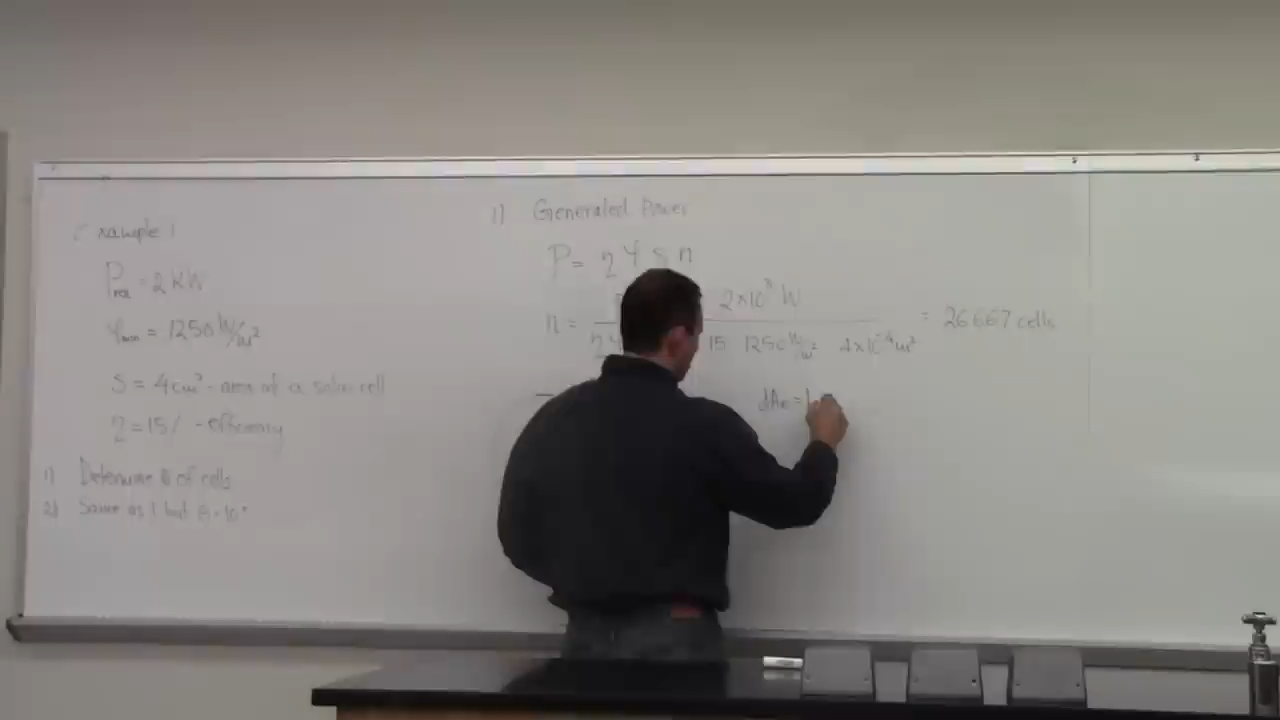 Example 1
P = 2 KW
φmin = 1250 W/m²
S = 4 cm² - area of a solar cell
η = 15% - efficiency
1) Determine # of cells
2) Same as 1 but θ = 10°
1) Generated Power
P = η φ S n
n =
2×10³ W
15 1250 W/m² 4×10⁻⁴ m²
= 26667 cells